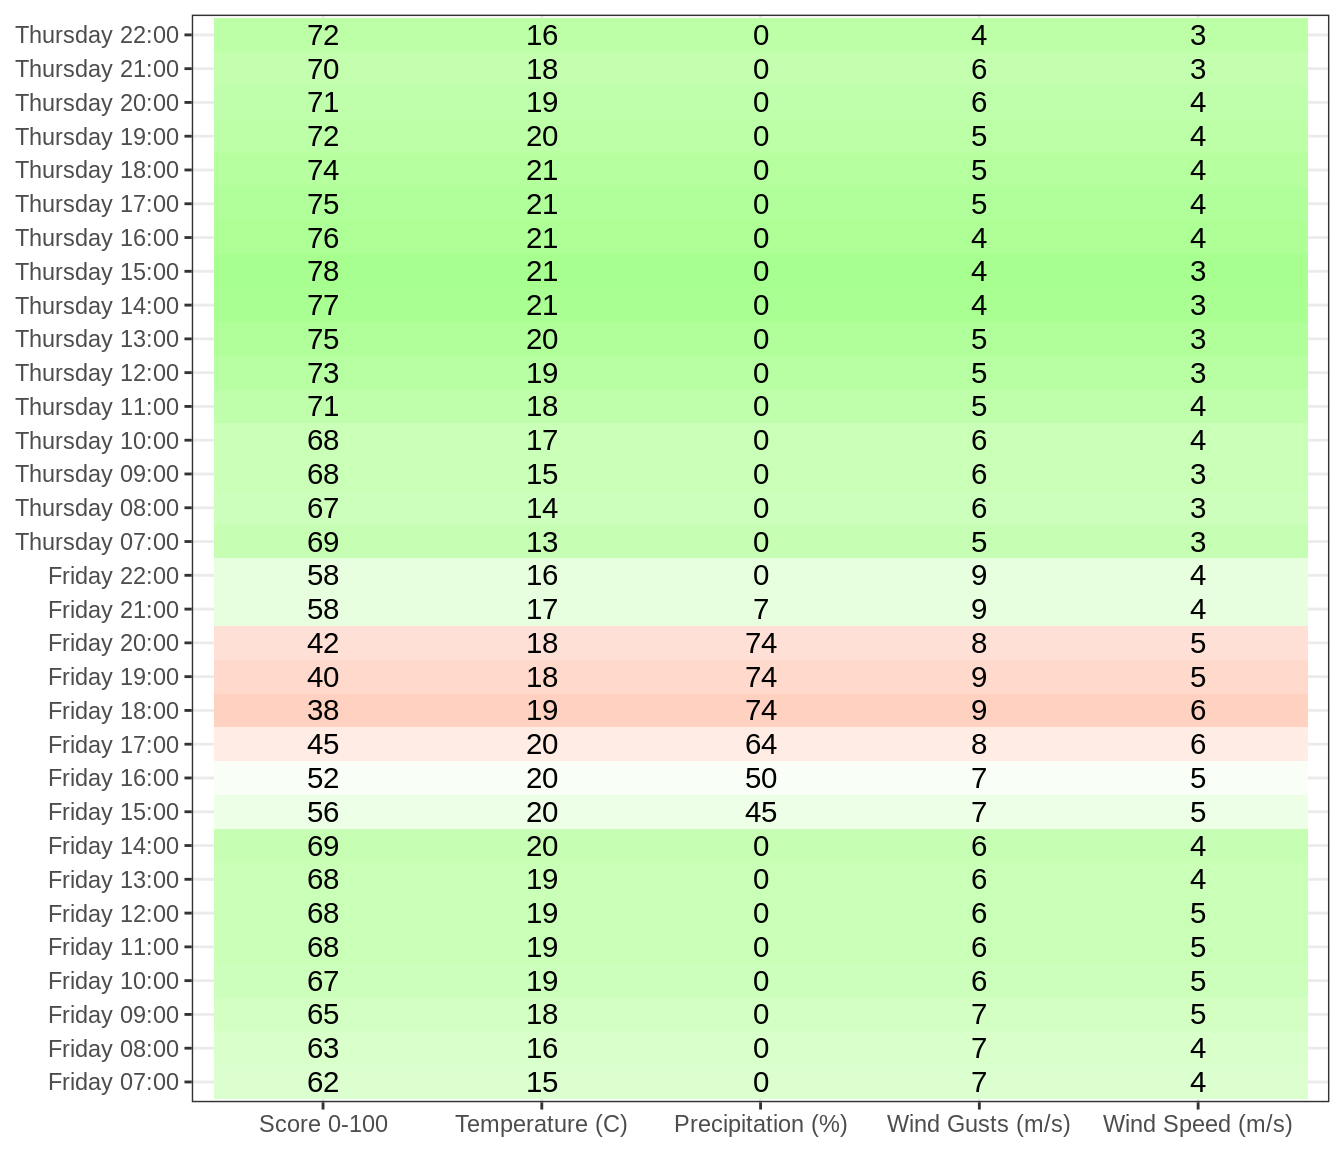 Thursday 22:00 72 16 0 4 3
Thursday 21:00 70 18 0 6 3
Thursday 20:00 71 19 0 6 4
Thursday 19:00 72 20 0 5 4
Thursday 18:00 74 21 0 5 4
Thursday 17:00 75 21 0 5 4
Thursday 16:00 76 21 0 4 4
Thursday 15:00 78 21 0 4 3
Thursday 14:00 77 21 0 4 3
Thursday 13:00 75 20 0 5 3
Thursday 12:00 73 19 0 5 3
Thursday 11:00 71 18 0 5 4
Thursday 10:00 68 17 0 6 4
Thursday 09:00 68 15 0 6 3
Thursday 08:00 67 14 0 6 3
Thursday 07:00 69 13 0 5 3
Friday 22:00 58 16 0 9 4
Friday 21:00 58 17 7 9 4
Friday 20:00 42 18 74 8 5
Friday 19:00 40 18 74 9 5
Friday 18:00 38 19 74 9 6
Friday 17:00 45 20 64 8 6
Friday 16:00 52 20 50 7 5
Friday 15:00 56 20 45 7 5
Friday 14:00 69 20 0 6 4
Friday 13:00 68 19 0 6 4
Friday 12:00 68 19 0 6 5
Friday 11:00 68 19 0 6 5
Friday 10:00 67 19 0 6 5
Friday 09:00 65 18 0 7 5
Friday 08:00 63 16 0 7 4
Friday 07:00 62 15 0 7 4
Score 0-100 Temperature (C) Precipitation (%) Wind Gusts (m/s) Wind Speed (m/s)